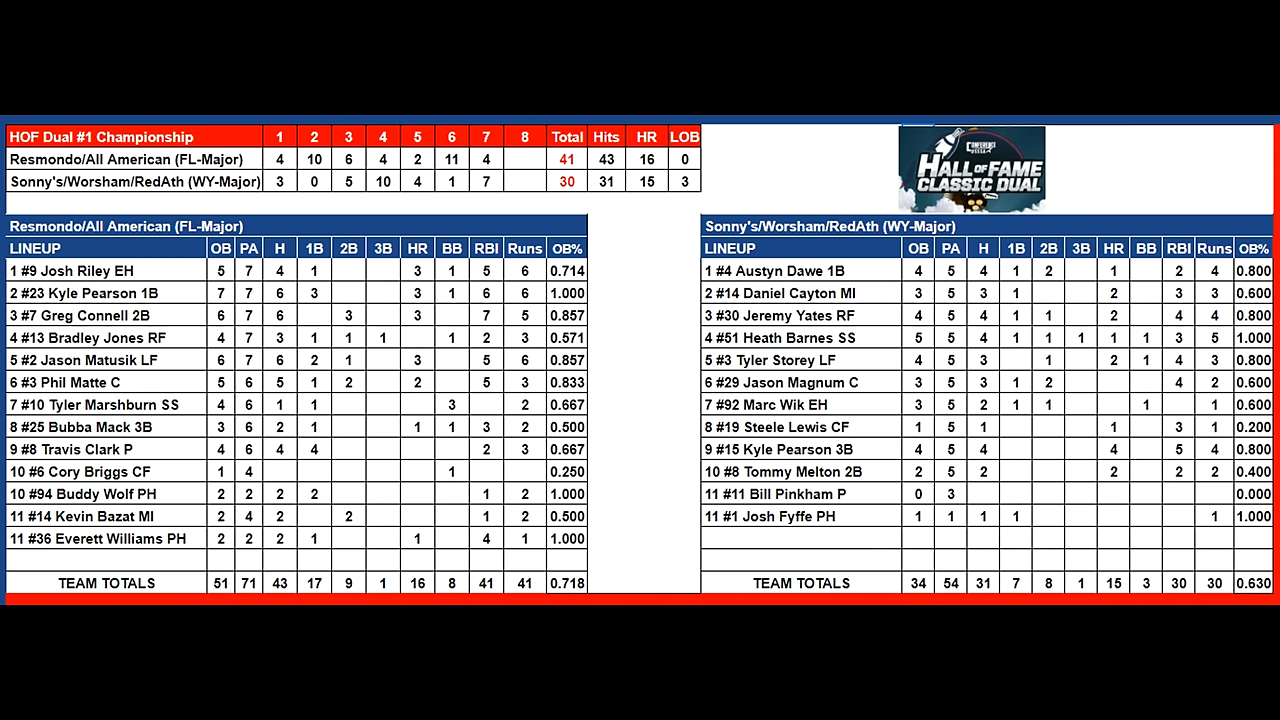 HOF Dual #1 Championship 1 2 3 4 5 6 7 8 Total Hits HR LOB
Resmondo/All American (FL-Major) 4 10 6 4 2 11 4 41 43 16 0
Sonny's/Worsham/RedAth (WY-Major) 3 0 5 10 4 1 7 30 31 15 3
CONFERENCE
USSSA
HALL OF FAME
CLASSIC DUAL
Resmondo/All American (FL-Major)
LINEUP OB PA H 1B 2B 3B HR BB RBI Runs OB%
1 #9 Josh Riley EH 5 7 4 1 3 1 5 6 0.714
2 #23 Kyle Pearson 1B 7 7 6 3 3 1 6 6 1.000
3 #7 Greg Connell 2B 6 7 6 3 3 7 5 0.857
4 #13 Bradley Jones RF 4 7 3 1 1 1 1 2 3 0.571
5 #2 Jason Matusik LF 6 7 6 2 1 3 5 6 0.857
6 #3 Phil Matte C 5 6 5 1 2 2 5 3 0.833
7 #10 Tyler Marshburn SS 4 6 1 1 3 2 0.667
8 #25 Bubba Mack 3B 3 6 2 1 1 1 3 2 0.500
9 #8 Travis Clark P 4 6 4 4 2 3 0.667
10 #6 Cory Briggs CF 1 4 1 0.250
10 #94 Buddy Wolf PH 2 2 2 2 1 2 1.000
11 #14 Kevin Bazat MI 2 4 2 2 1 2 0.500
11 #36 Everett Williams PH 2 2 2 1 1 4 1 1.000
TEAM TOTALS 51 71 43 17 9 1 16 8 41 41 0.718
Sonny's/Worsham/RedAth (WY-Major)
LINEUP OB PA H 1B 2B 3B HR BB RBI Runs OB%
1 #4 Austyn Dawe 1B 4 5 4 1 2 1 2 4 0.800
2 #14 Daniel Cayton MI 3 5 3 1 2 3 3 0.600
3 #30 Jeremy Yates RF 4 5 4 1 1 2 4 4 0.800
4 #51 Heath Barnes SS 5 5 4 1 1 1 1 1 3 5 1.000
5 #3 Tyler Storey LF 4 5 3 1 2 1 4 3 0.800
6 #29 Jason Magnum C 3 5 3 1 2 4 2 0.600
7 #92 Marc Wik EH 3 5 2 1 1 1 1 0.600
8 #19 Steele Lewis CF 1 5 1 1 3 1 0.200
9 #15 Kyle Pearson 3B 4 5 4 4 5 4 0.800
10 #8 Tommy Melton 2B 2 5 2 2 2 2 0.400
11 #11 Bill Pinkham P 0 3 0.000
11 #1 Josh Fyffe PH 1 1 1 1 1 1.000
TEAM TOTALS 34 54 31 7 8 1 15 3 30 30 0.630